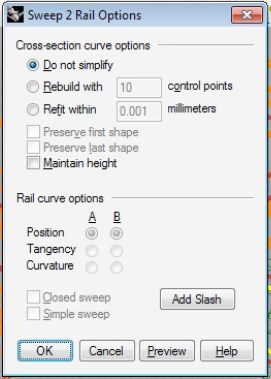 Sweep 2 Rail Options
Cross-section curve options
Do not simplify
Rebuild with 10 control points
Refit within 0.001 millimeters
Preserve first shape
Preserve last shape
Maintain height
Rail curve options
A B
Position
Tangency
Curvature
Closed sweep
Add Slash
Simple sweep
OK Cancel Preview Help